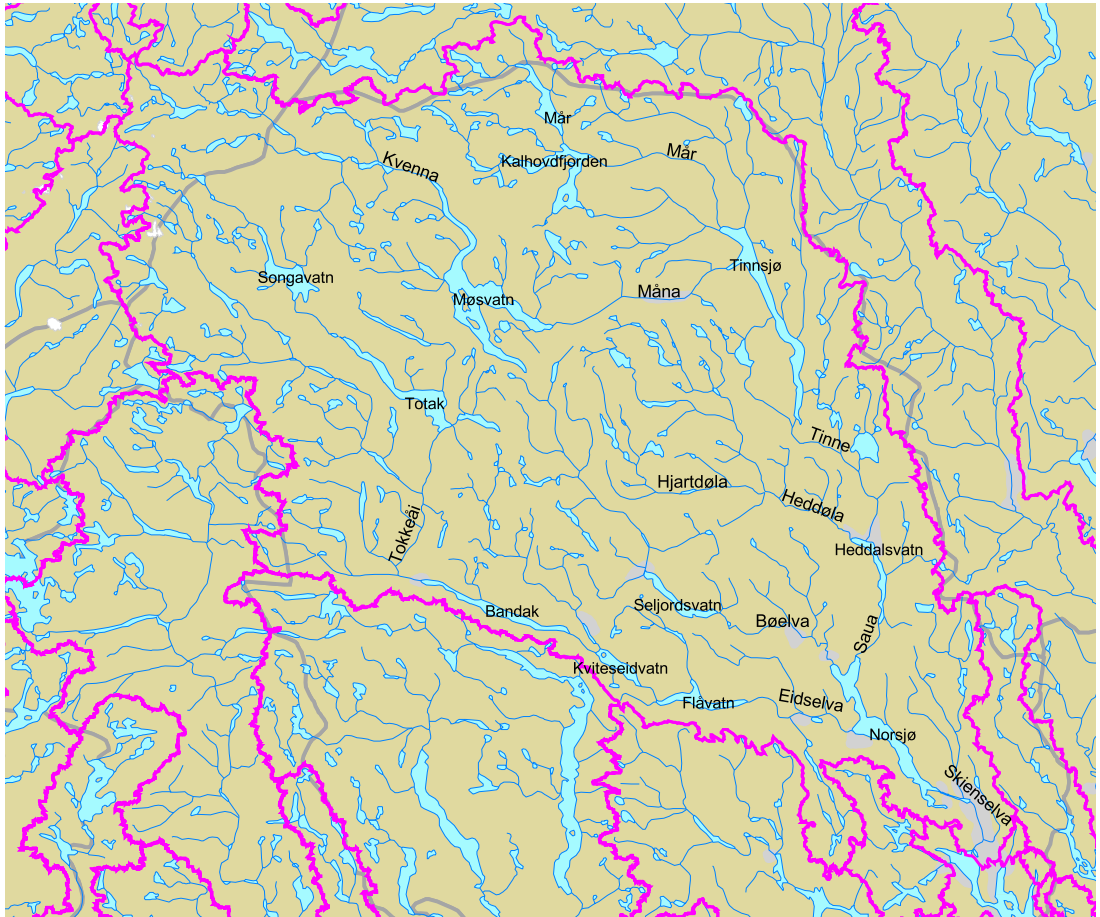 Mår
Kalhovdfjorden
Mår
Kvenna
Songavatn
Tinnsjø
Møsvatn
Måna
Totak
Tinne
Hjartdøla
Heddøla
Tokkeåi
Heddalsvatn
Bandak
Seljordsvatn
Bøelva
Saua
Kviteseidvatn
Flåvatn
Eidselva
Norsjø
Skienselva